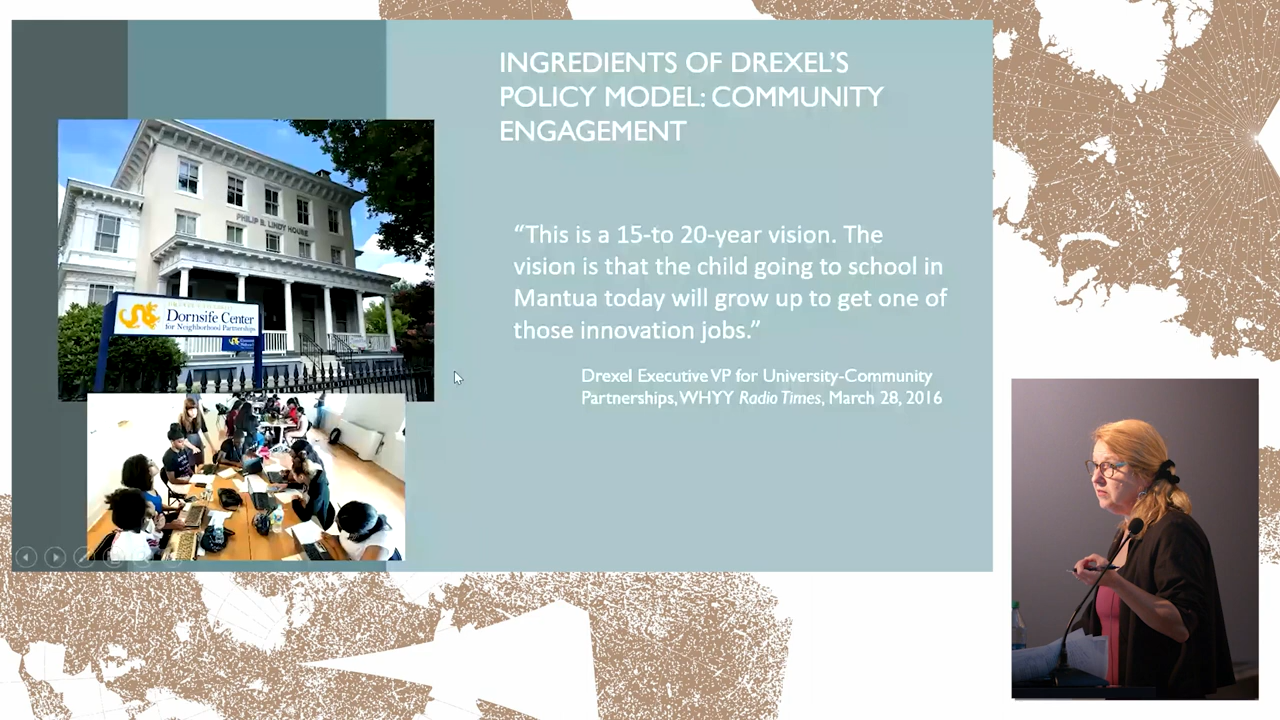 INGREDIENTS OF DREXEL'S
POLICY MODEL: COMMUNITY
ENGAGEMENT
“This is a 15-to 20-year vision. The
vision is that the child going to school in
Mantua today will grow up to get one of
those innovation jobs.”
Drexel Executive VP for University-Community
Partnerships, WHYY Radio Times, March 28, 2016
PHILIP B. LINDY HOUSE
Dornsife Center
for Neighborhood Partnerships